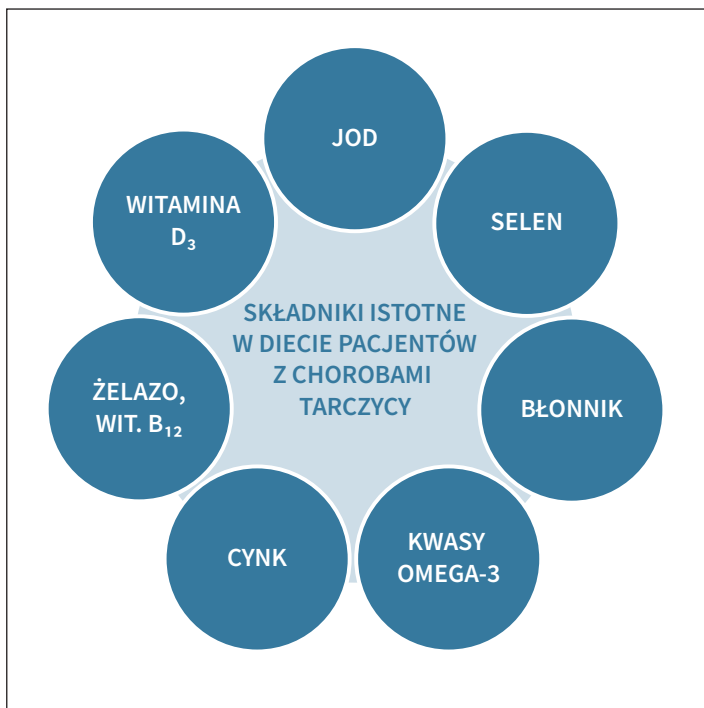 SKŁADNIKI ISTOTNE
W DIECIE PACJENTÓW
Z CHOROBAMI
TARCZYCY
JOD
SELEN
BŁONNIK
KWASY
OMEGA-3
CYNK
ŻELAZO,
WIT. B₁₂
WITAMINA
D₃